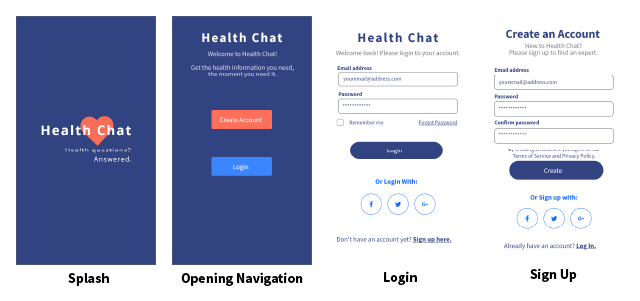 Health Chat
Health questions?
Answered.
Splash
Health Chat
Welcome to Health Chat!
Get the health information you need,
the moment you need it.
Create Account
Login
Opening Navigation
Health Chat
Welcome back! Please login to your account.
Email address
youremail@address.com
Password
************
Remember me Forgot Password
Login
Or Login With:
f G+
Don't have an account yet? Sign up here.
Login
Create an Account
New to Health Chat?
Please sign up to find an expert.
Email address
youremail@address.com
Password
************
Confirm password
************
Terms of Service and Privacy Policy.
Create
Or Sign up with:
f G+
Already have an account? Log In.
Sign Up